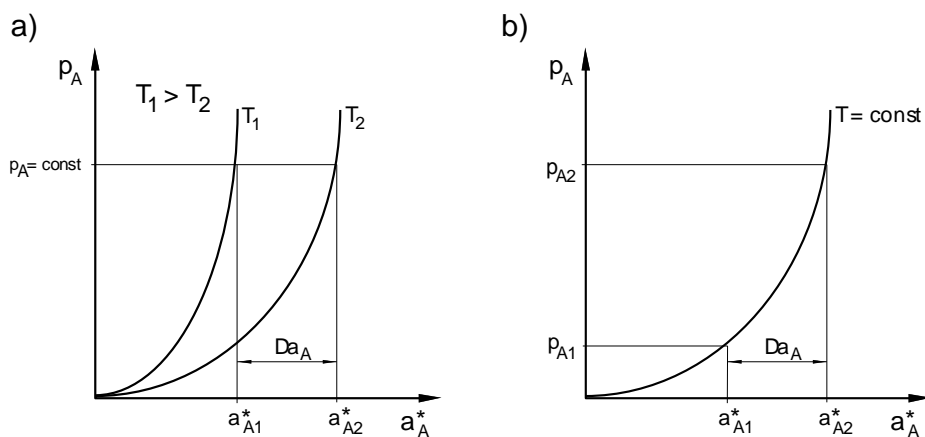 a)
p_A
T_1 > T_2
T_1
T_2
p_A = const
Da_A
a*_A1
a*_A2
a*_A
b)
p_A
T = const
p_A2
p_A1
Da_A
a*_A1
a*_A2
a*_A